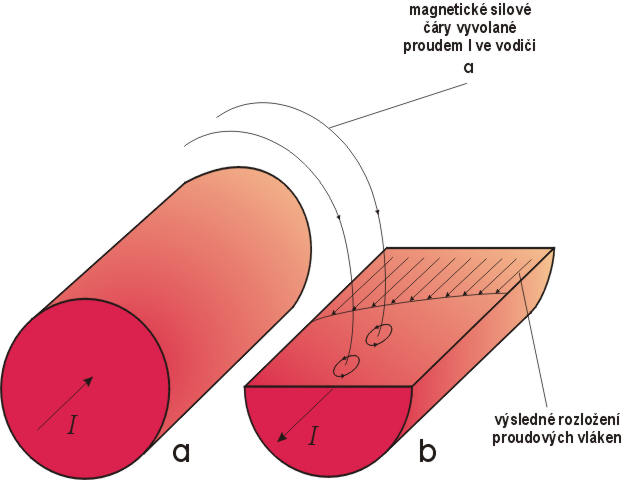 magnetické silové
čáry vyvolané
proudem I ve vodiči
a
I
a
I
b
výsledné rozložení
proudových vláken